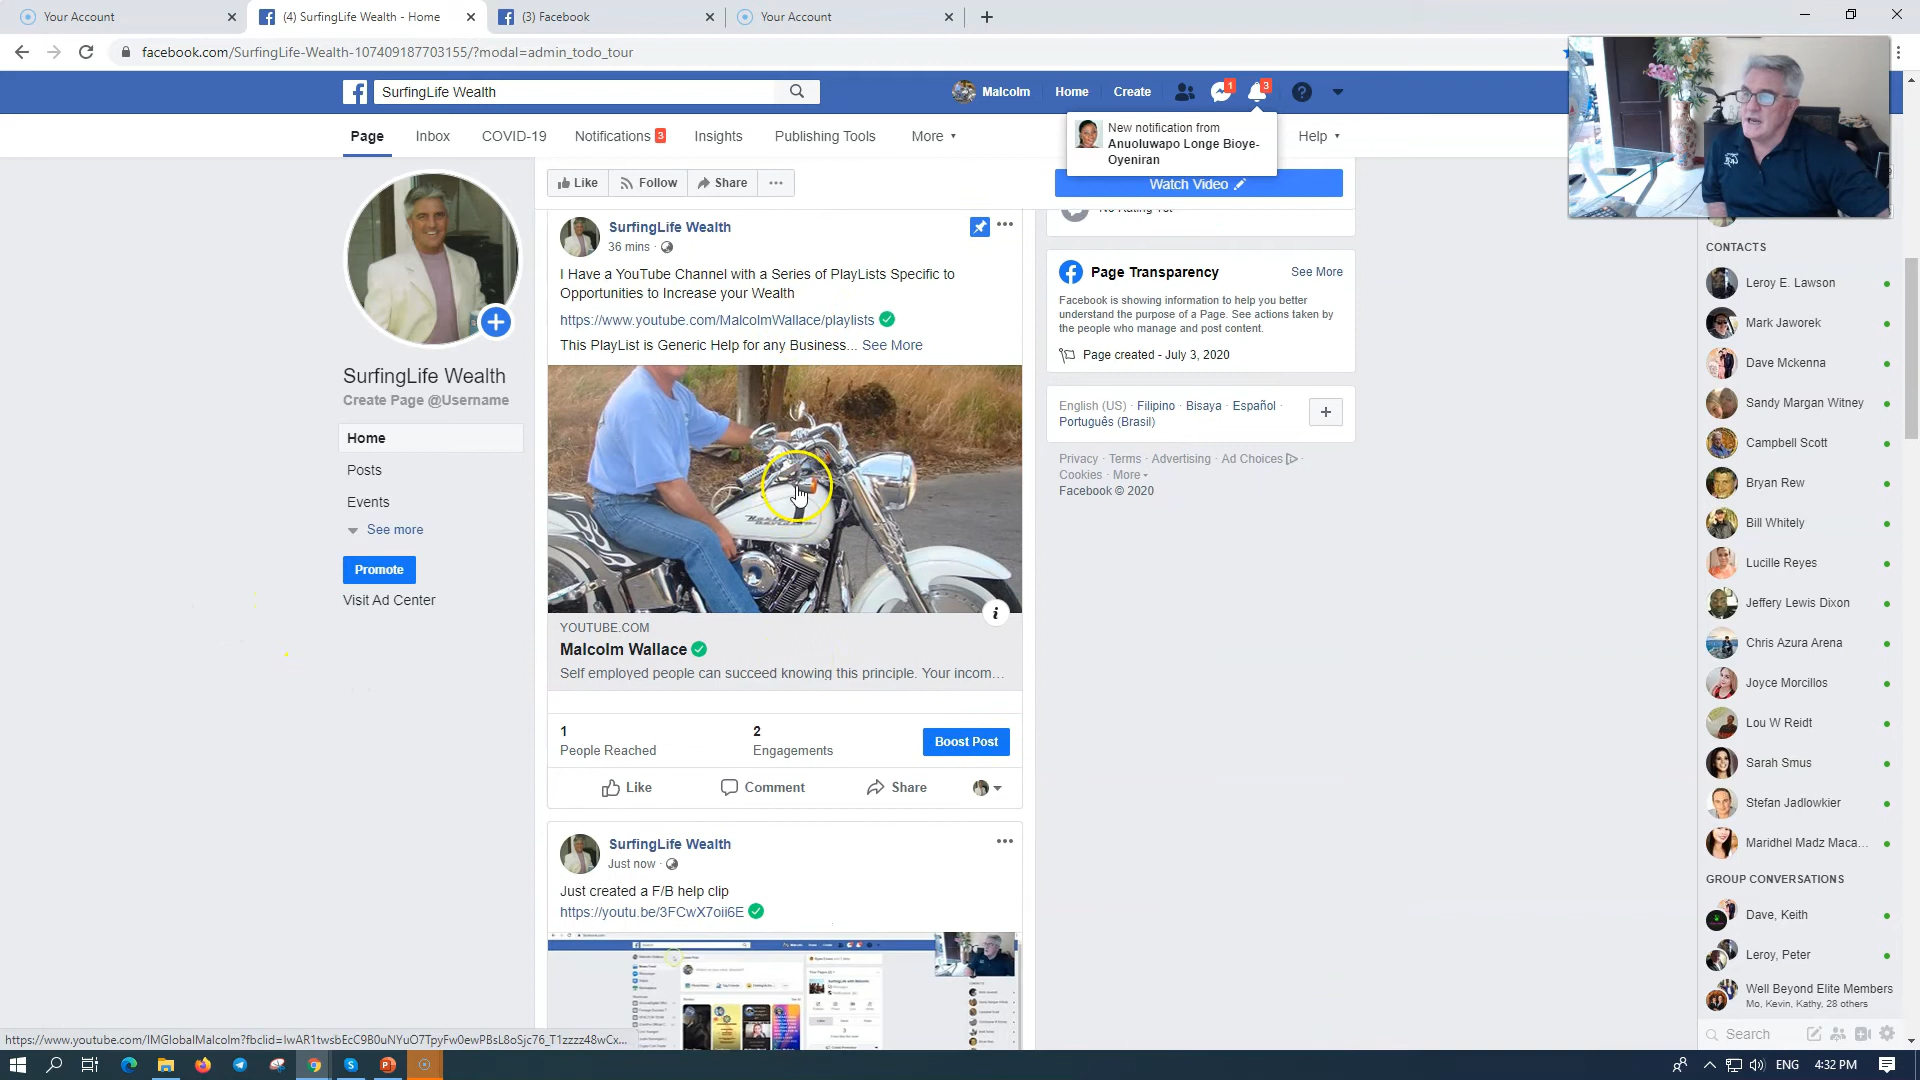 Your Account
(4) SurfingLife Wealth - Home
(3) Facebook
Your Account
facebook.com/SurfingLife-Wealth-107409187703155/?modal=admin_todo_tour
SurfingLife Wealth
Malcolm
Home
Create
1
3
Page
Inbox
COVID-19
Notifications 3
Insights
Publishing Tools
More
Help
New notification from
Anuoluwapo Longe Bioye-
Oyeniran
Like
Follow
Share
Watch Video
SurfingLife Wealth
Create Page @Username
Home
Posts
Events
See more
Promote
Visit Ad Center
SurfingLife Wealth
36 mins
I Have a YouTube Channel with a Series of PlayLists Specific to
Opportunities to Increase your Wealth
https://www.youtube.com/MalcolmWallace/playlists
This PlayList is Generic Help for any Business... See More
YOUTUBE.COM
Malcolm Wallace
Self employed people can succeed knowing this principle. Your incom...
1
People Reached
2
Engagements
Boost Post
Like
Comment
Share
SurfingLife Wealth
Just now
Just created a F/B help clip
https://youtu.be/3FCwX7oii6E
No Rating Yet
Page Transparency
See More
Facebook is showing information to help you better
understand the purpose of a Page. See actions taken by
the people who manage and post content.
Page created - July 3, 2020
English (US) · Filipino · Bisaya · Español ·
Português (Brasil)
Privacy · Terms · Advertising · Ad Choices ·
Cookies · More
Facebook © 2020
CONTACTS
Leroy E. Lawson
Mark Jaworek
Dave Mckenna
Sandy Margan Witney
Campbell Scott
Bryan Rew
Bill Whitely
Lucille Reyes
Jeffery Lewis Dixon
Chris Azura Arena
Joyce Morcillos
Lou W Reidt
Sarah Smus
Stefan Jadlowkier
Maridhel Madz Maca...
GROUP CONVERSATIONS
Dave, Keith
Leroy, Peter
Well Beyond Elite Members
Mo, Kevin, Kathy, 28 others
Search
ENG
4:32 PM